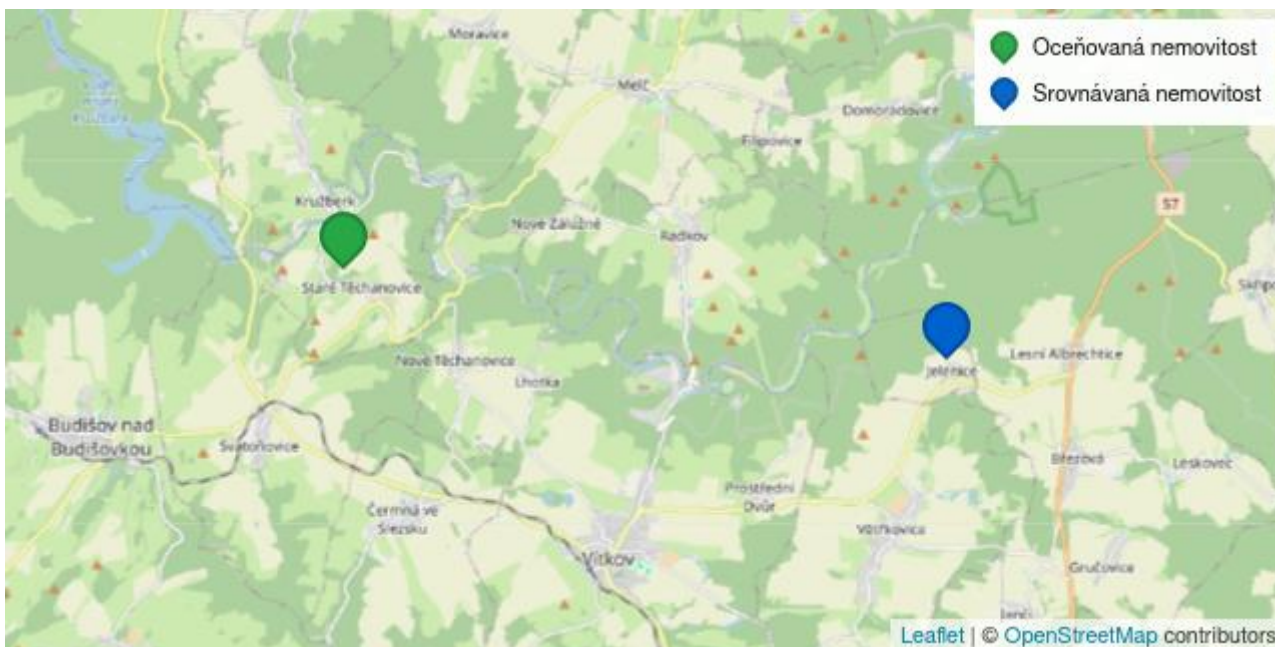 Moravice
Oceňovaná nemovitost
Melč
Srovnávaná nemovitost
Domoradovice
Filipovice
Kružberk
57
Nové Zálužné
Radkov
Staré Těchanovice
Skřipo
Nové Těchanovice
Lhotka
Lesní Albrechtice
Jelenice
Budišov nad
Budišovkou
Svatoňovice
Březová
Leskovec
Prostřední
Dvůr
Čermná ve
Slezsku
Větřkovice
Vítkov
Gručovice
Leaflet | © OpenStreetMap contributors